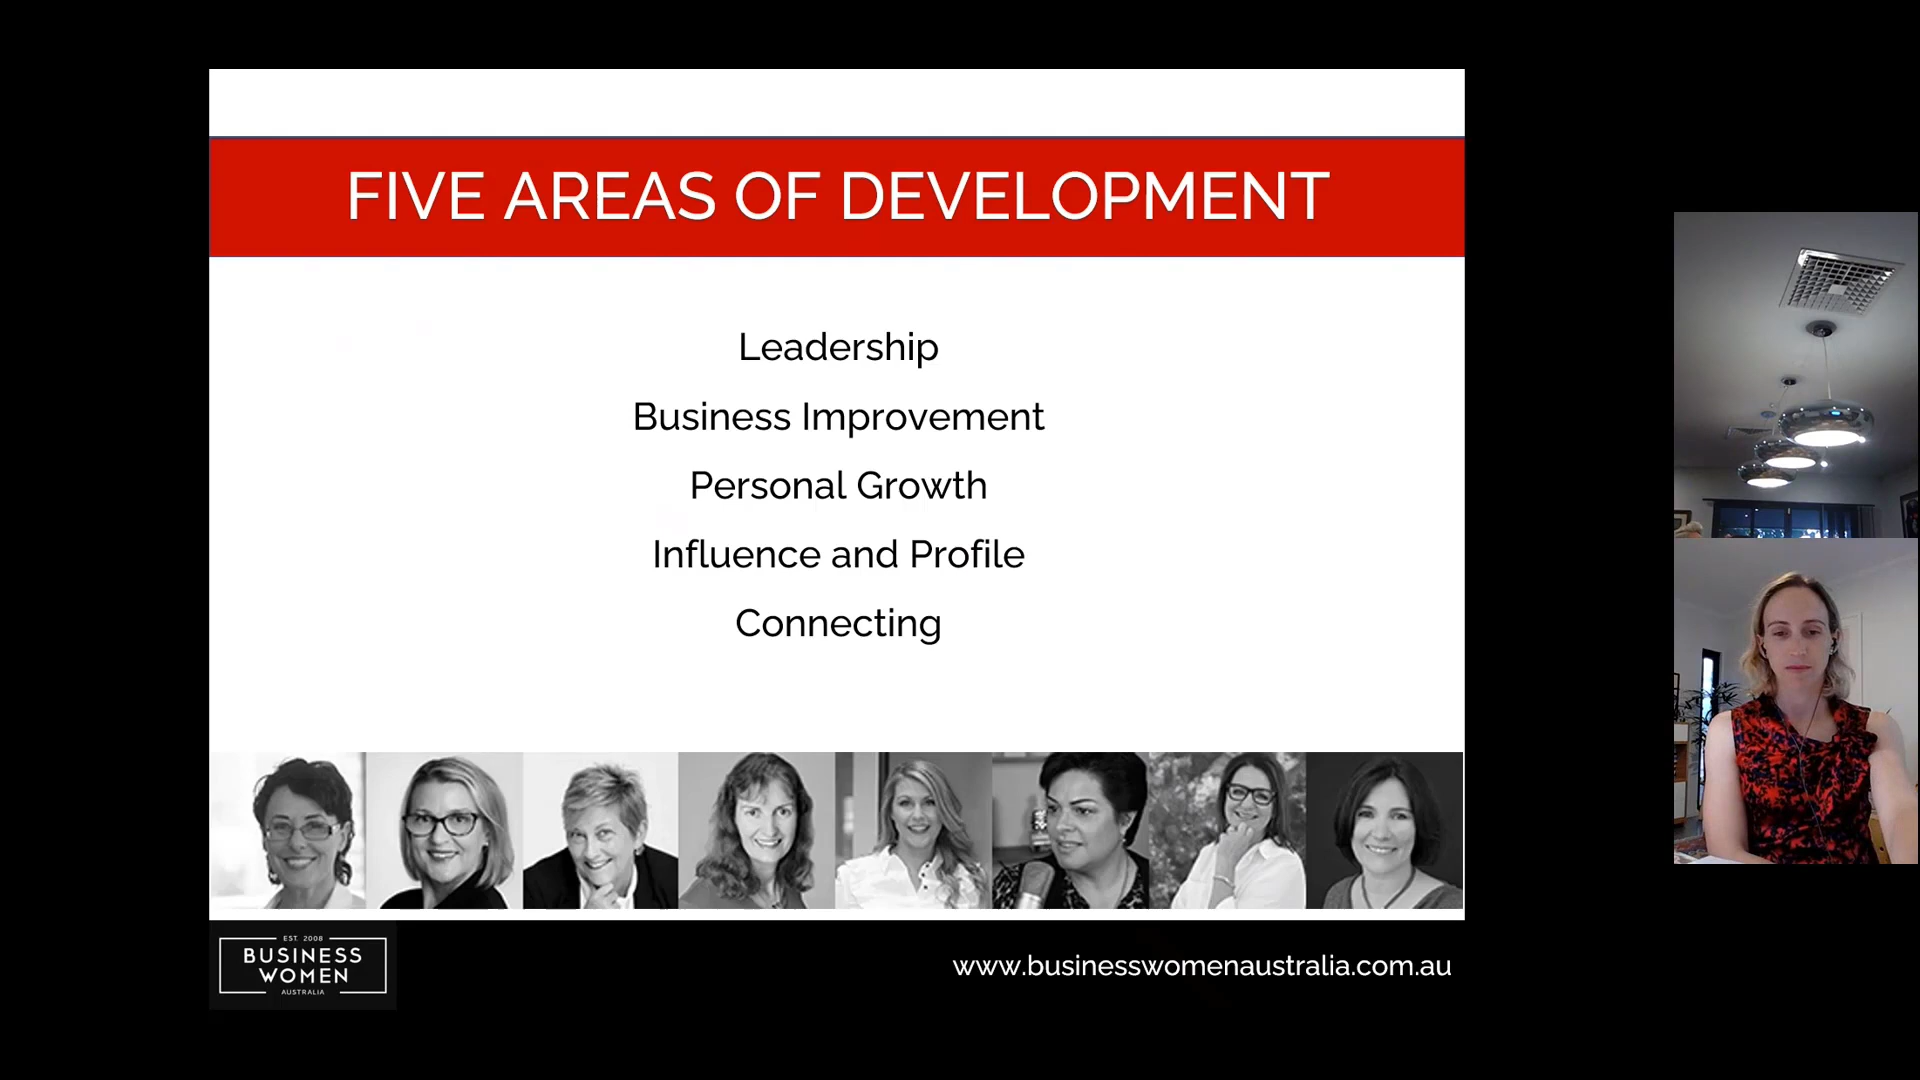 FIVE AREAS OF DEVELOPMENT
Leadership
Business Improvement
Personal Growth
Influence and Profile
Connecting
EST. 2008
BUSINESS
WOMEN
AUSTRALIA
www.businesswomenaustralia.com.au